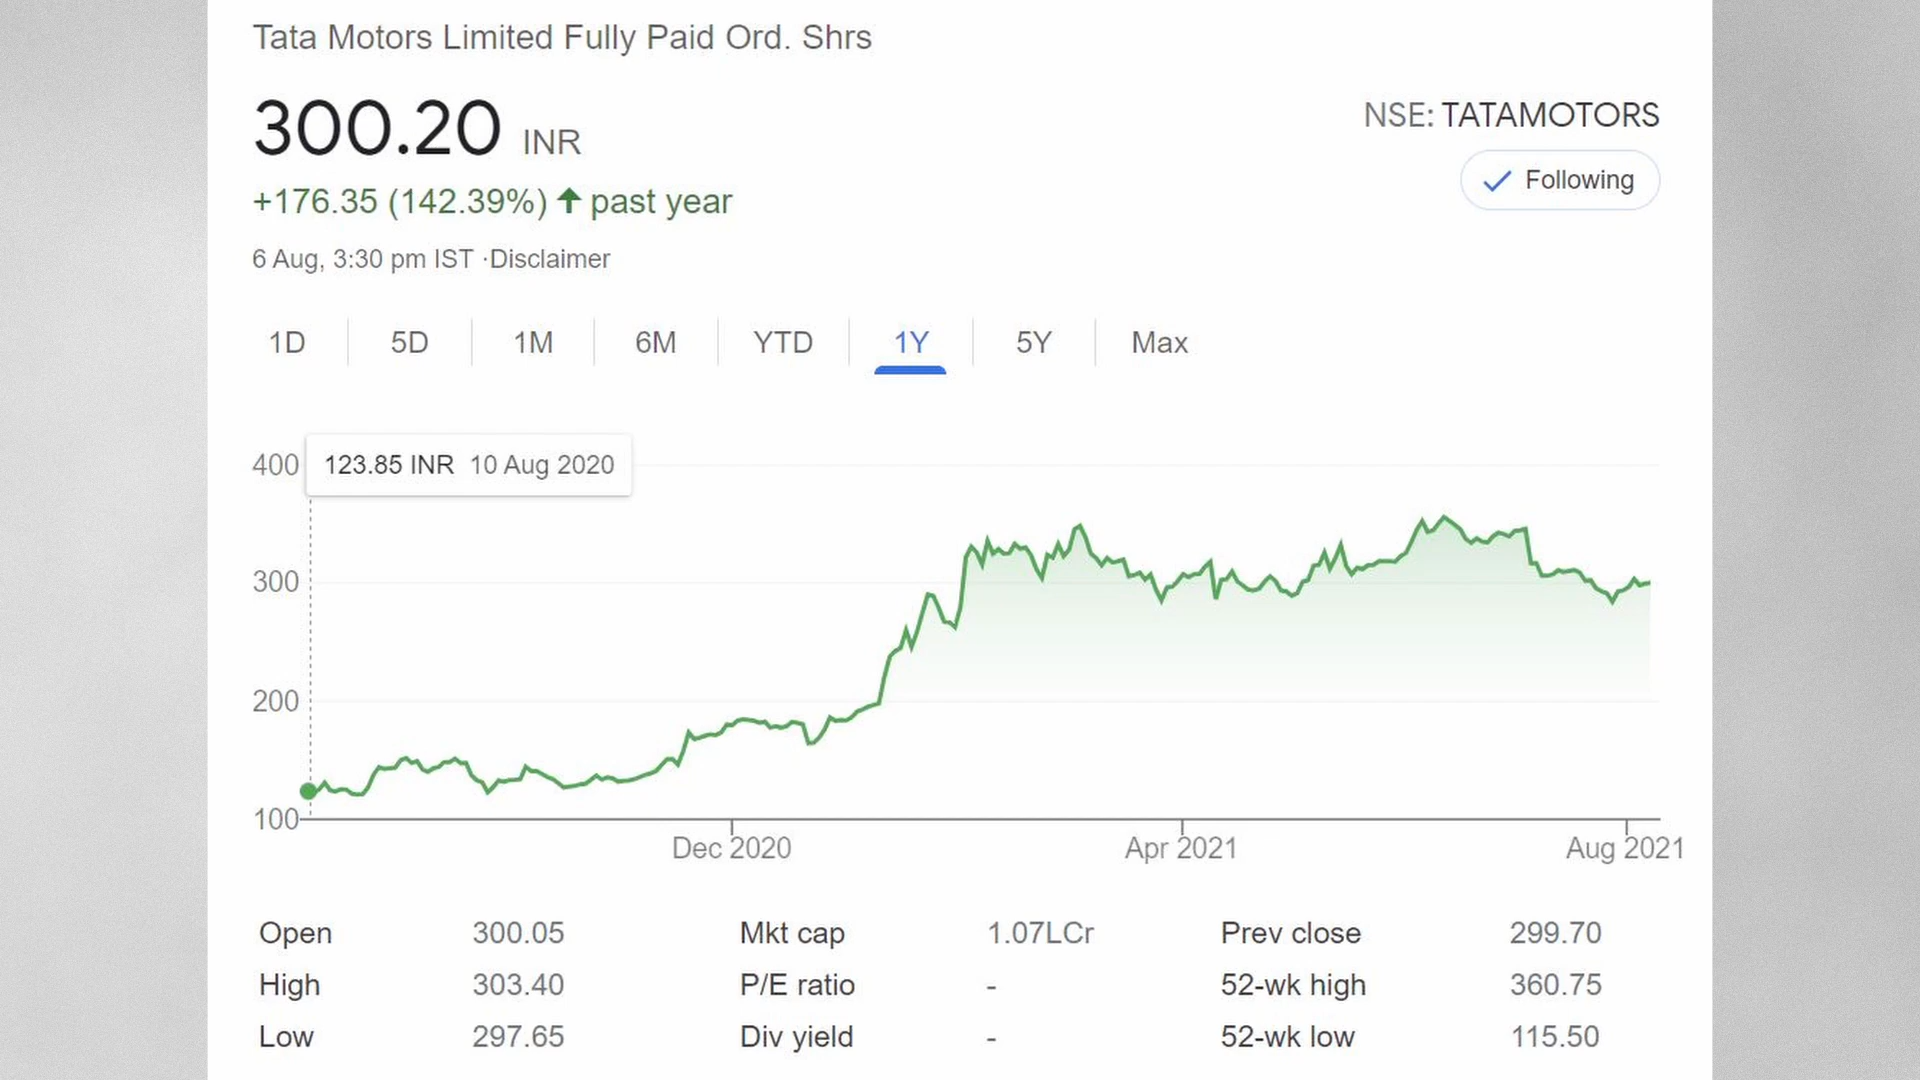 Tata Motors Limited Fully Paid Ord. Shrs
300.20 INR
NSE: TATAMOTORS
+176.35 (142.39%) ↑ past year
Following
6 Aug, 3:30 pm IST ·Disclaimer
1D 5D 1M 6M YTD 1Y 5Y Max
123.85 INR 10 Aug 2020
400
300
200
100
Dec 2020 Apr 2021 Aug 2021
Open 300.05 Mkt cap 1.07LCr Prev close 299.70
High 303.40 P/E ratio - 52-wk high 360.75
Low 297.65 Div yield - 52-wk low 115.50